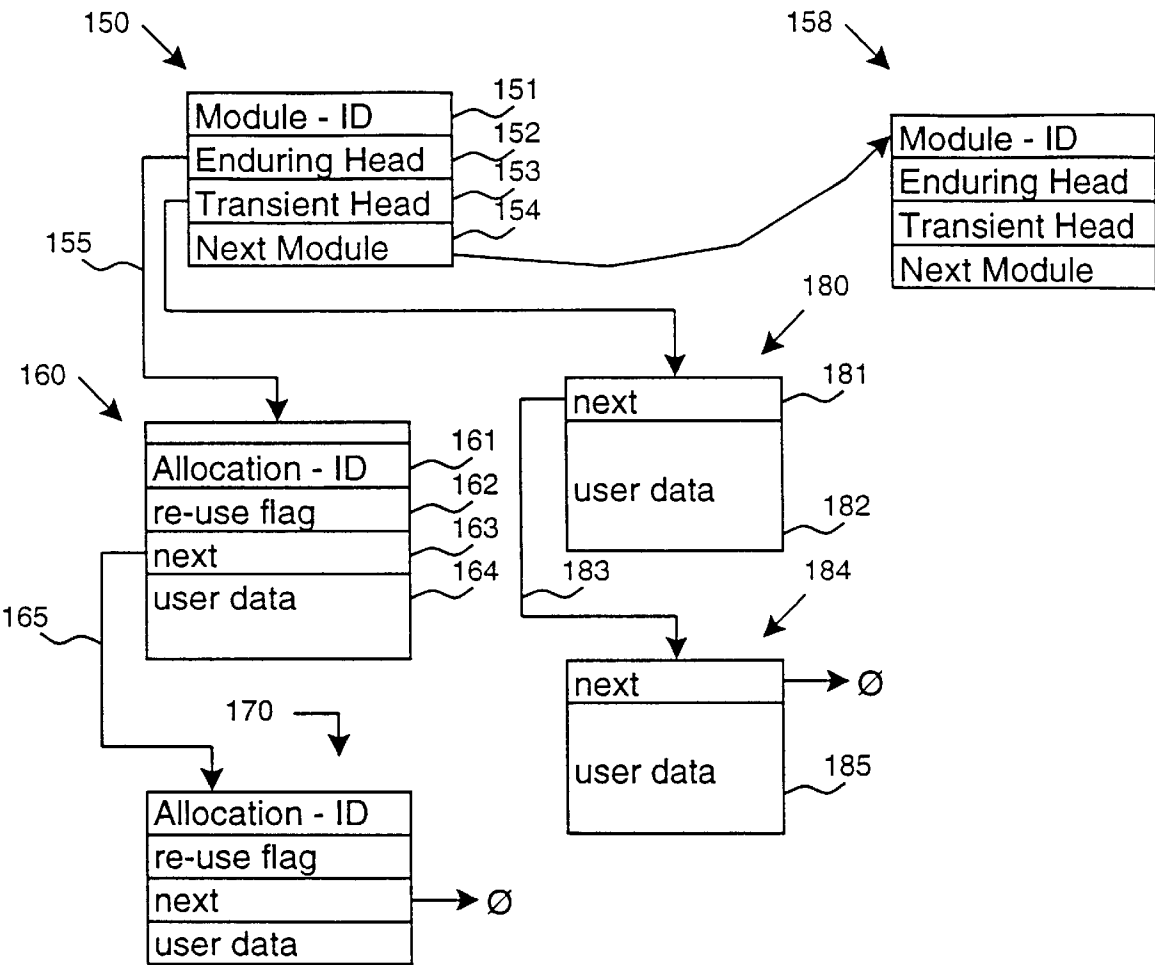 150
158
Module - ID
151
Enduring Head
152
Transient Head
153
Next Module
154
Module - ID
Enduring Head
Transient Head
Next Module
155
160
Allocation - ID
161
re-use flag
162
next
163
user data
164
165
180
next
181
user data
182
183
184
next
Ø
user data
185
170
Allocation - ID
re-use flag
next
Ø
user data